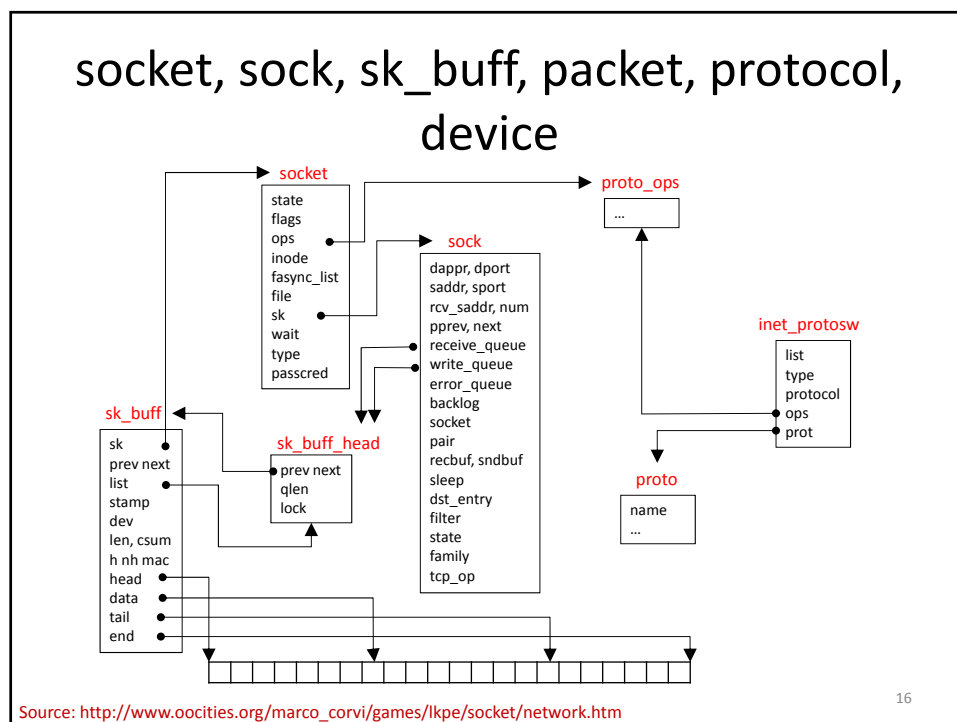 socket, sock, sk_buff, packet, protocol,
device
socket
state
flags
ops
inode
fasync_list
file
sk
wait
type
passcred
proto_ops
...
sock
dappr, dport
saddr, sport
rcv_saddr, num
pprev, next
receive_queue
write_queue
error_queue
backlog
socket
pair
recbuf, sndbuf
sleep
dst_entry
filter
state
family
tcp_op
inet_protosw
list
type
protocol
ops
prot
sk_buff
sk
prev next
list
stamp
dev
len, csum
h nh mac
head
data
tail
end
sk_buff_head
prev next
qlen
lock
proto
name
...
Source: http://www.oocities.org/marco_corvi/games/lkpe/socket/network.htm
16